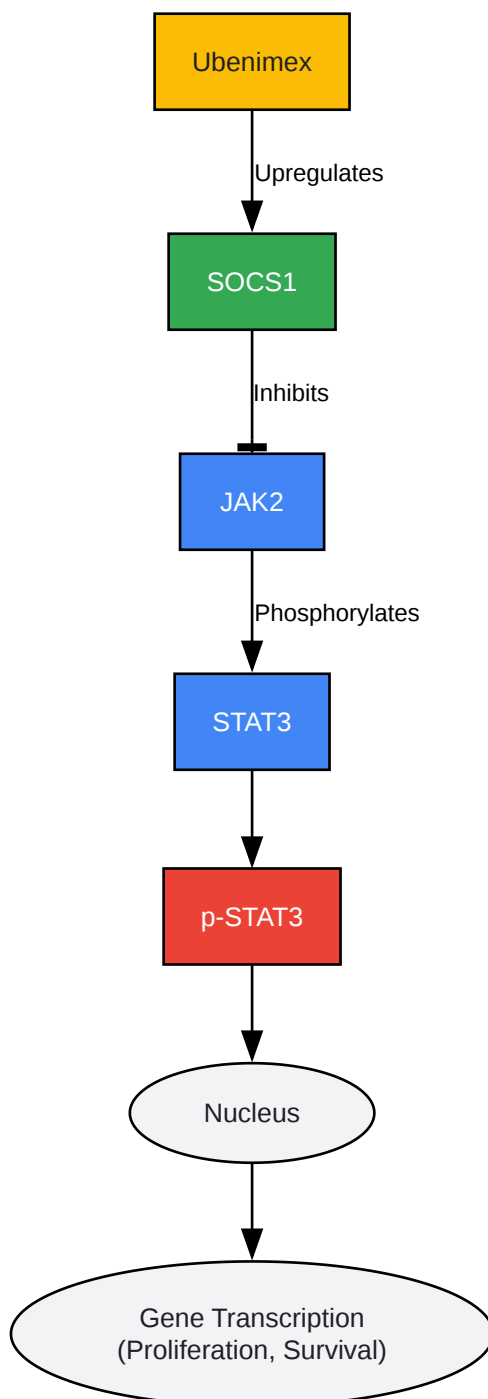 Ubenimex
Upregulates
SOCS1
Inhibits
JAK2
Phosphorylates
STAT3
p-STAT3
Nucleus
Gene Transcription
(Proliferation, Survival)